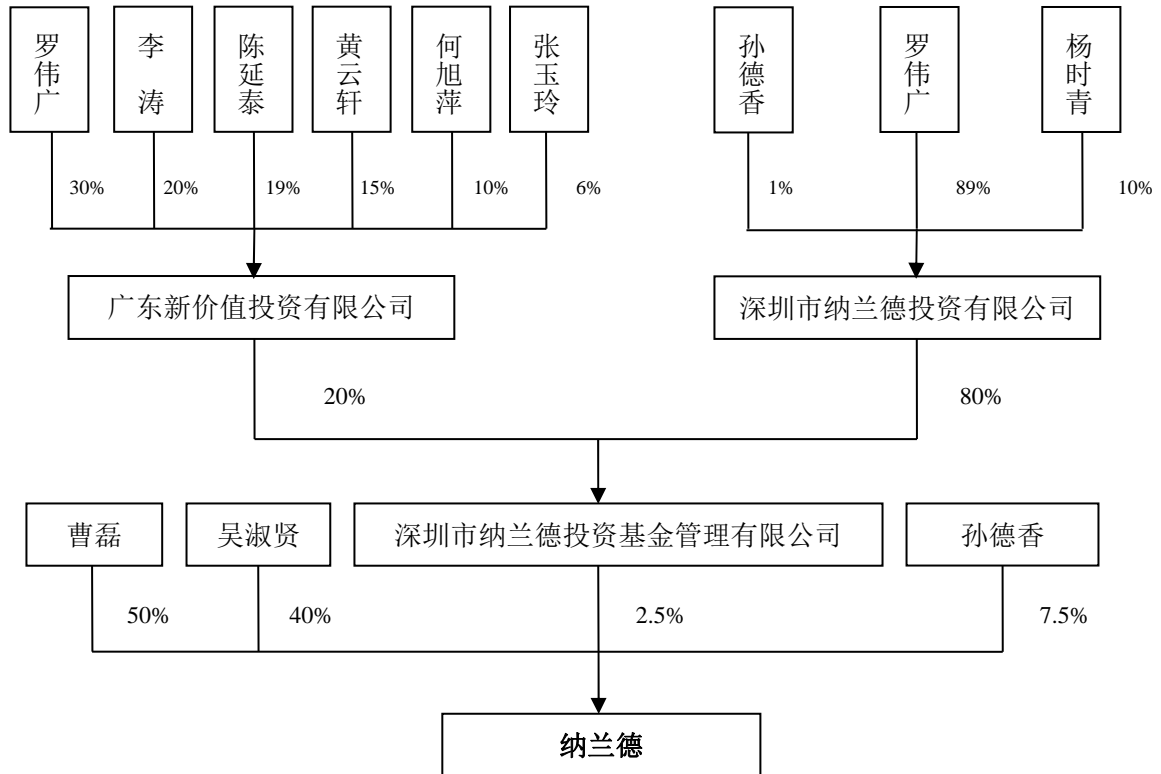 罗伟广
李涛
陈延泰
黄云轩
何旭萍
张玉玲
孙德香
罗伟广
杨时青
30%
20%
19%
15%
10%
6%
1%
89%
10%
广东新价值投资有限公司
深圳市纳兰德投资有限公司
20%
80%
曹磊
吴淑贤
深圳市纳兰德投资基金管理有限公司
孙德香
50%
40%
2.5%
7.5%
纳兰德